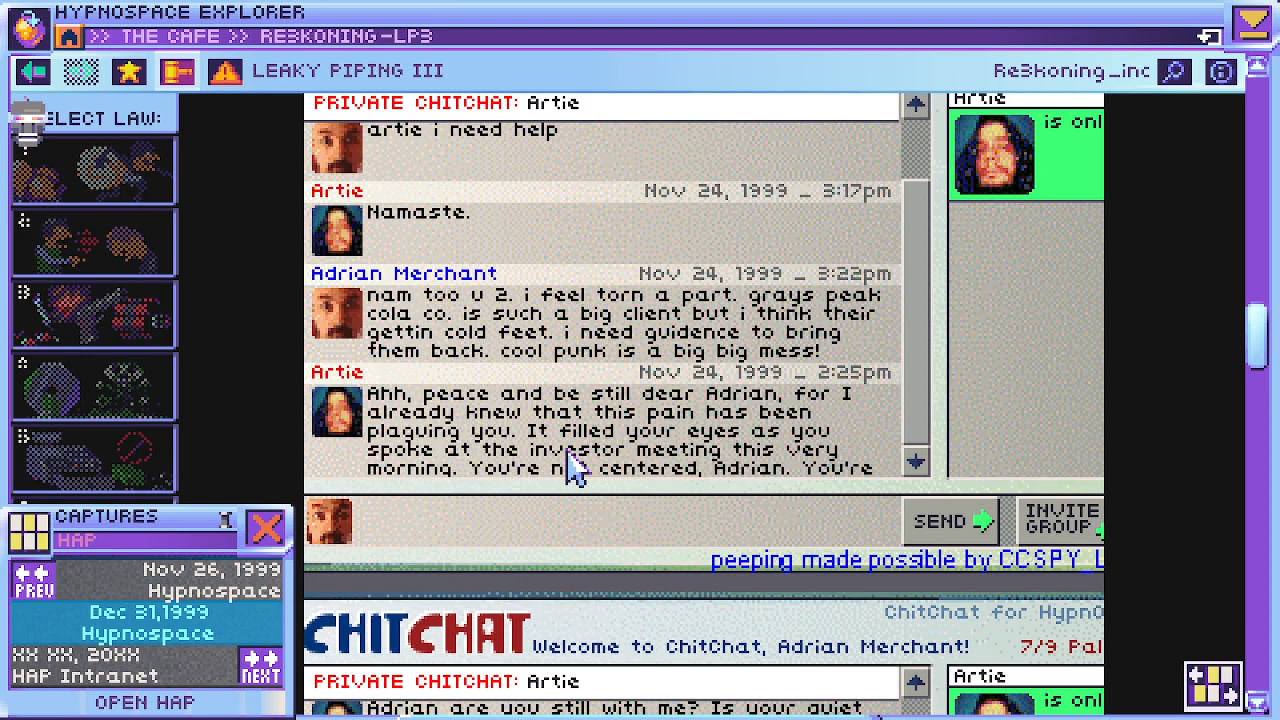 HYPNOSPACE EXPLORER
>> THE CAFE >> RE3KONING-LP3
LEAKY PIPING III
Re3koning_inc
ELECT LAW:
PRIVATE CHITCHAT: Artie
artie i need help
Artie Nov 24, 1999 - 3:17pm
Namaste.
Adrian Merchant Nov 24, 1999 - 3:22pm
nam too u 2. i feel torn a part. grays peak
cola co. is such a big client but i think their
gettin cold feet. i need guidence to bring
them back. cool punk is a big big mess!
Artie Nov 24, 1999 - 2:25pm
Ahh, peace and be still dear Adrian, for I
already knew that this pain has been
plaguing you. It filled your eyes as you
spoke at the investor meeting this very
morning. You're n centered, Adrian. You're
SEND
INVITE
GROUP
Artie
is onl
peeping made possible by CCSPY_L
CHITCHAT
ChitChat for HypnO
Welcome to ChitChat, Adrian Merchant!
7/9 Pal
PRIVATE CHITCHAT: Artie
Adrian are you still with me? Is your quiet
Artie
is onl
CAPTURES
HAP
PREV
Nov 26, 1999
Hypnospace
Dec 31,1999
Hypnospace
XX XX, 20XX
HAP Intranet
NEXT
OPEN HAP